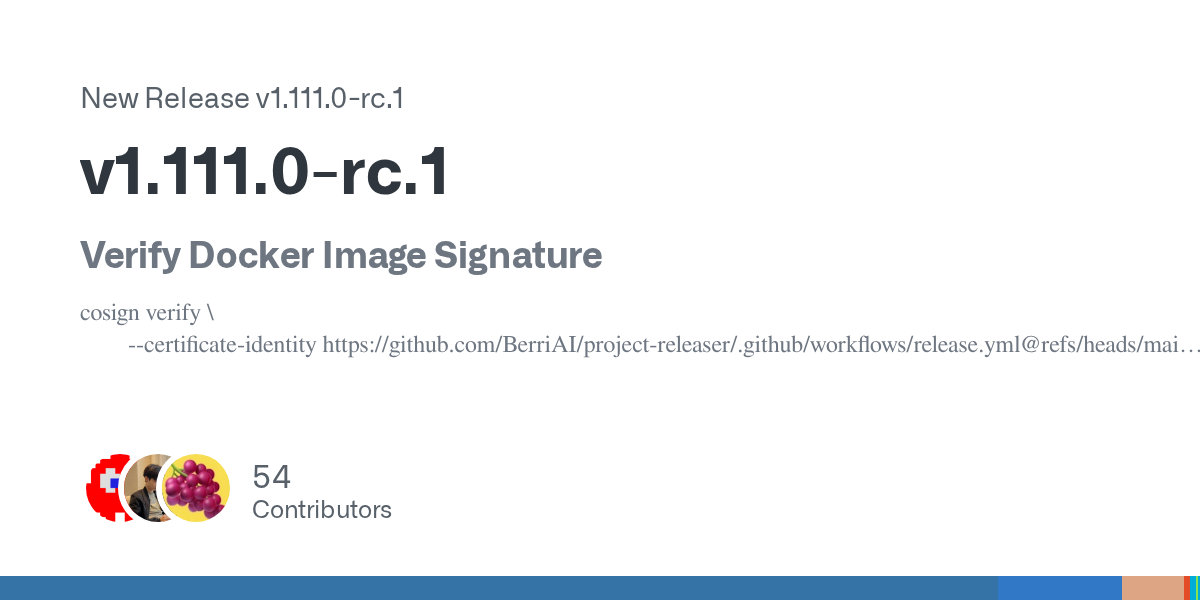 New Release v1.111.0-rc.1
v1.111.0-rc.1
Verify Docker Image Signature
cosign verify \
--certificate-identity https://github.com/BerriAI/project-releaser/.github/workflows/release.yml@refs/heads/mai…
54
Contributors